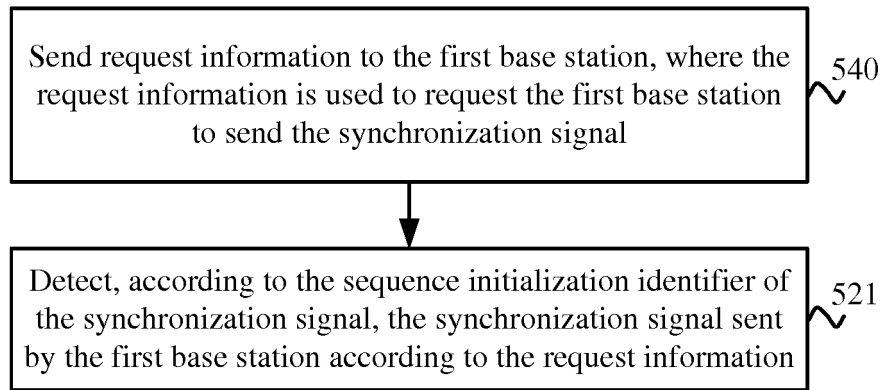 Send request information to the first base station, where the
request information is used to request the first base station
to send the synchronization signal
540
Detect, according to the sequence initialization identifier of
the synchronization signal, the synchronization signal sent
by the first base station according to the request information
521